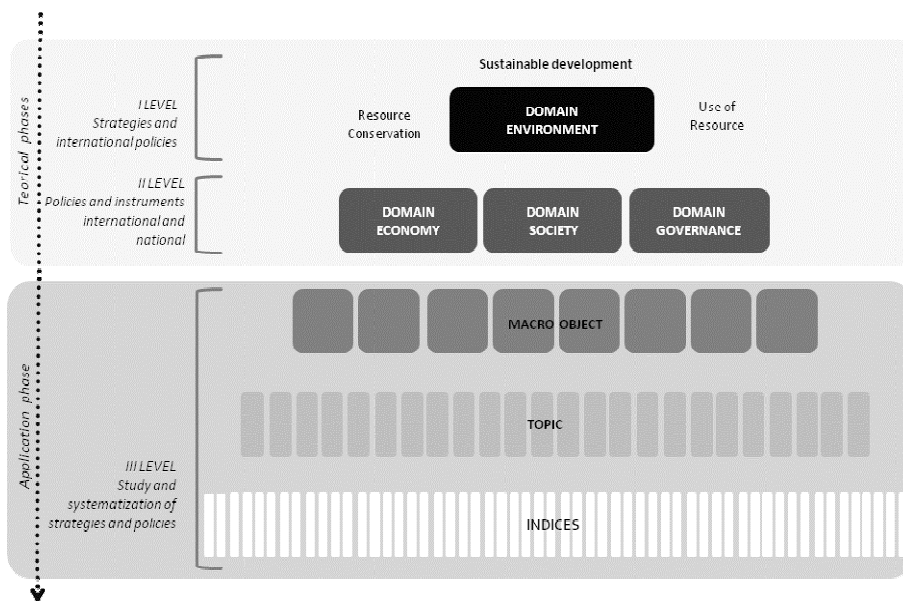 Teorical phases
I LEVEL
Strategies and
international policies
Sustainable development
Resource
Conservation
DOMAIN
ENVIRONMENT
Use of
Resource
II LEVEL
Policies and instruments
international and
national
DOMAIN
ECONOMY
DOMAIN
SOCIETY
DOMAIN
GOVERNANCE
Application phase
III LEVEL
Study and
systematization of
strategies and policies
MACRO OBJECT
TOPIC
INDICES